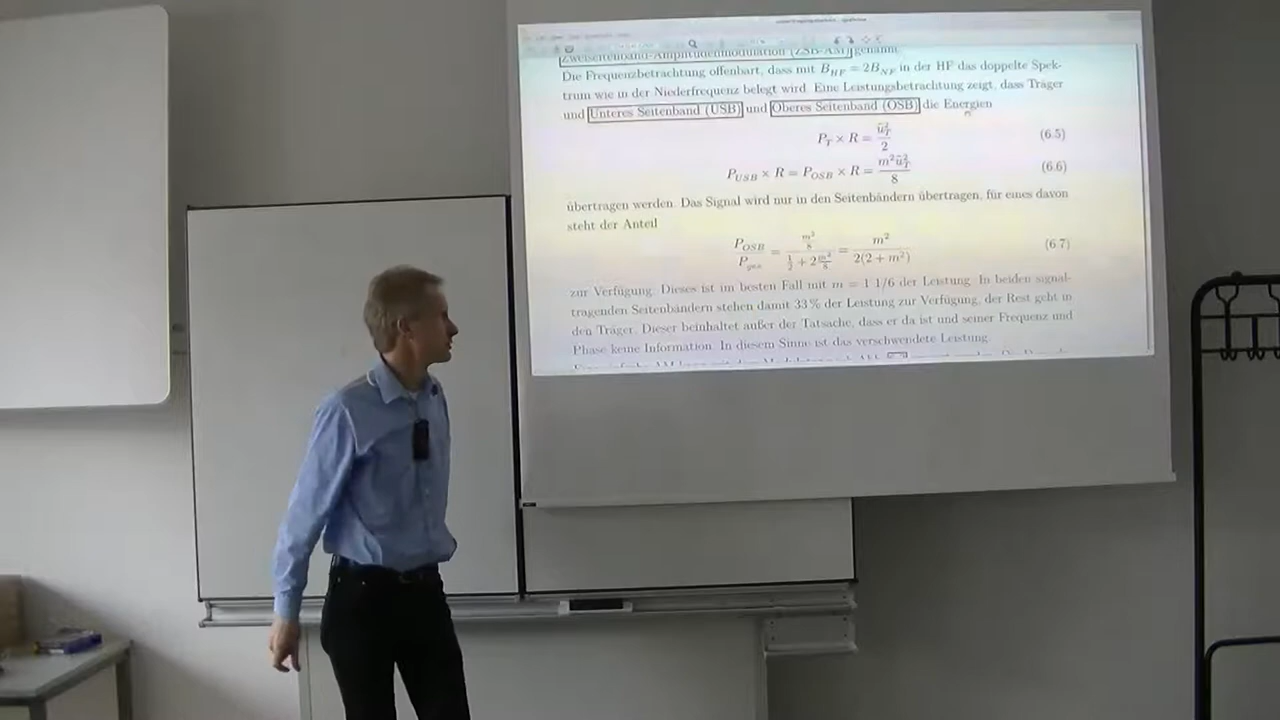 Zweiseitenband-Amplitudenmodulation (ZSB-AM) genannt
Die Frequenzbetrachtung offenbart, dass mit B_HF = 2B_NF in der HF das doppelte Spek-
trum wie in der Niederfrequenz belegt wird. Eine Leistungsbetrachtung zeigt, dass Träger
und Unteres Seitenband (USB) und Oberes Seitenband (OSB) die Energien
P_T × R = û_T²/2 (6.5)
P_USB × R = P_OSB × R = m²û_T²/8 (6.6)
übertragen werden. Das Signal wird nur in den Seitenbändern übertragen, für eines davon
steht der Anteil
P_OSB/P_ges = (m²/8)/(1/2 + 2 m²/8) = m²/(2(2 + m²)) (6.7)
zur Verfügung. Dieses ist im besten Fall mit m = 1 1/6 der Leistung. In beiden signal-
tragenden Seitenbändern stehen damit 33 % der Leistung zur Verfügung, der Rest geht in
den Träger. Dieser beinhaltet außer der Tatsache, dass er da ist und seiner Frequenz und
Phase keine Information. In diesem Sinne ist das verschwendete Leistung.